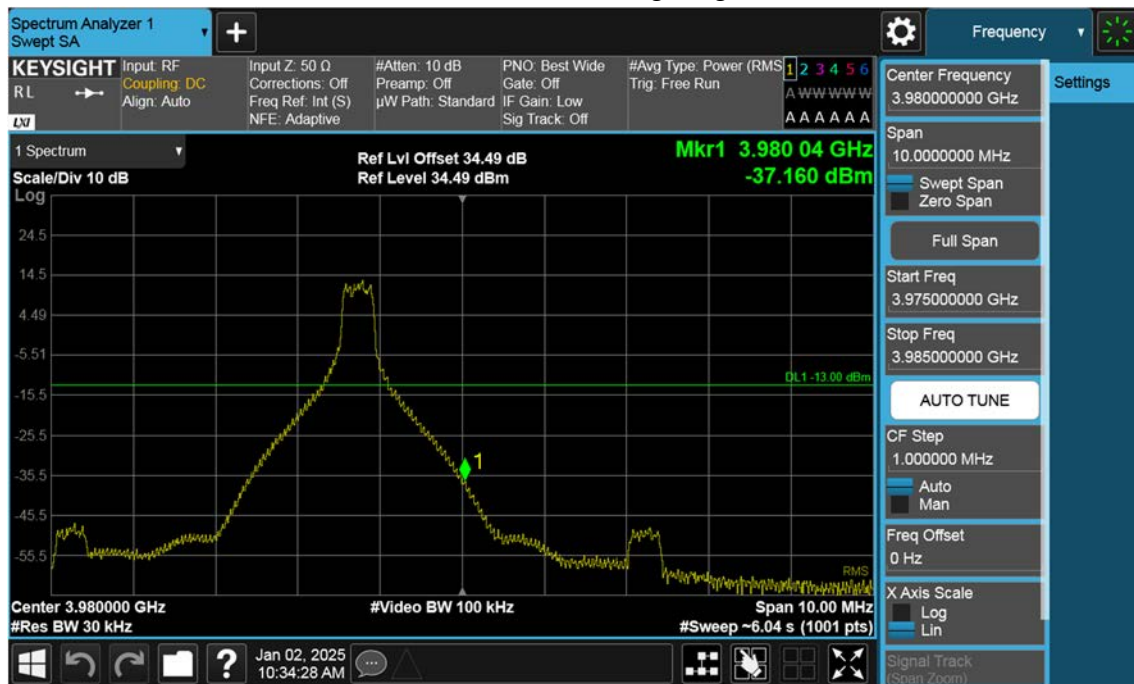 Spectrum Analyzer 1
Swept SA
Frequency
KEYSIGHT
RL
LXI
Input: RF
Coupling: DC
Align: Auto
Input Z: 50 Ω
Corrections: Off
Freq Ref: Int (S)
NFE: Adaptive
#Atten: 10 dB
Preamp: Off
µW Path: Standard
PNO: Best Wide
Gate: Off
IF Gain: Low
Sig Track: Off
#Avg Type: Power (RMS
Trig: Free Run
1 2 3 4 5 6
A W W W W W
A A A A A A
1 Spectrum
Scale/Div 10 dB
Ref Lvl Offset 34.49 dB
Ref Level 34.49 dBm
Mkr1 3.980 04 GHz
-37.160 dBm
Log
24.5
14.5
4.49
-5.51
-15.5
-25.5
-35.5
-45.5
-55.5
DL1 -13.00 dBm
1
RMS
Center 3.980000 GHz
#Video BW 100 kHz
Span 10.00 MHz
#Res BW 30 kHz
#Sweep ~6.04 s (1001 pts)
Jan 02, 2025
10:34:28 AM
Center Frequency
3.980000000 GHz
Span
10.0000000 MHz
Swept Span
Zero Span
Full Span
Start Freq
3.975000000 GHz
Stop Freq
3.985000000 GHz
AUTO TUNE
CF Step
1.000000 MHz
Auto
Man
Freq Offset
0 Hz
X Axis Scale
Log
Lin
Signal Track
(Span Zoom)
Settings